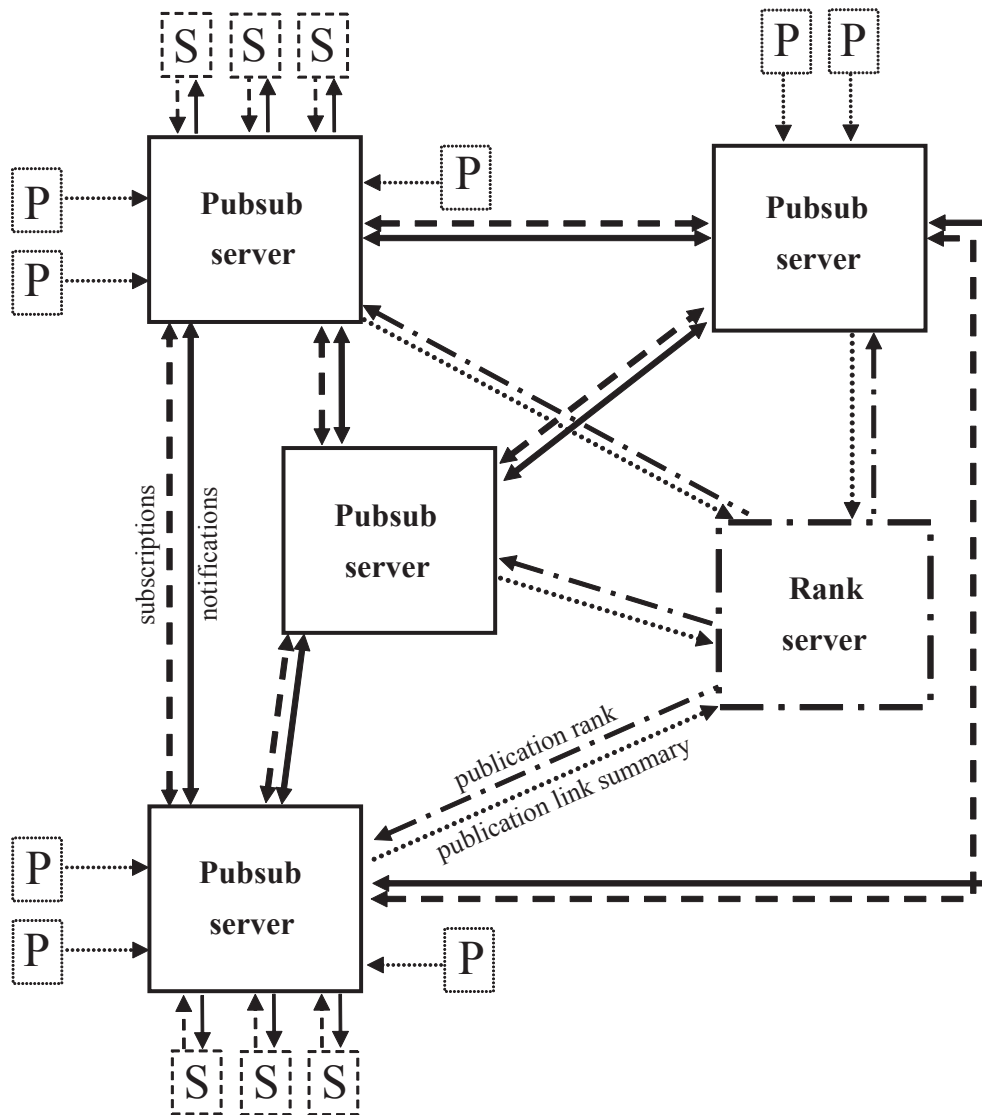 S S S
P P
P
P
Pubsub
server
P
Pubsub
server
subscriptions
notifications
Pubsub
server
Rank
server
publication rank
publication link summary
P
Pubsub
server
P
P
S S S